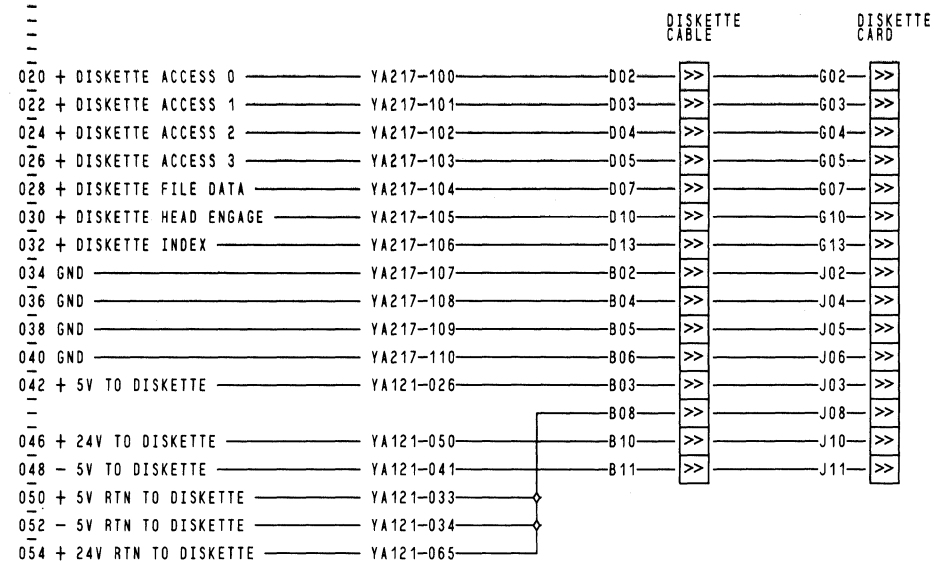 DISKETTE CABLE DISKETTE CARD
020 + DISKETTE ACCESS 0 YA217-100 D02 >> G02 >>
022 + DISKETTE ACCESS 1 YA217-101 D03 >> G03 >>
024 + DISKETTE ACCESS 2 YA217-102 D04 >> G04 >>
026 + DISKETTE ACCESS 3 YA217-103 D05 >> G05 >>
028 + DISKETTE FILE DATA YA217-104 D07 >> G07 >>
030 + DISKETTE HEAD ENGAGE YA217-105 D10 >> G10 >>
032 + DISKETTE INDEX YA217-106 D13 >> G13 >>
034 GND YA217-107 B02 >> J02 >>
036 GND YA217-108 B04 >> J04 >>
038 GND YA217-109 B05 >> J05 >>
040 GND YA217-110 B06 >> J06 >>
042 + 5V TO DISKETTE YA121-026 B03 >> J03 >>
B08 >> J08 >>
046 + 24V TO DISKETTE YA121-050 B10 >> J10 >>
048 - 5V TO DISKETTE YA121-041 B11 >> J11 >>
050 + 5V RTN TO DISKETTE YA121-033
052 - 5V RTN TO DISKETTE YA121-034
054 + 24V RTN TO DISKETTE YA121-065